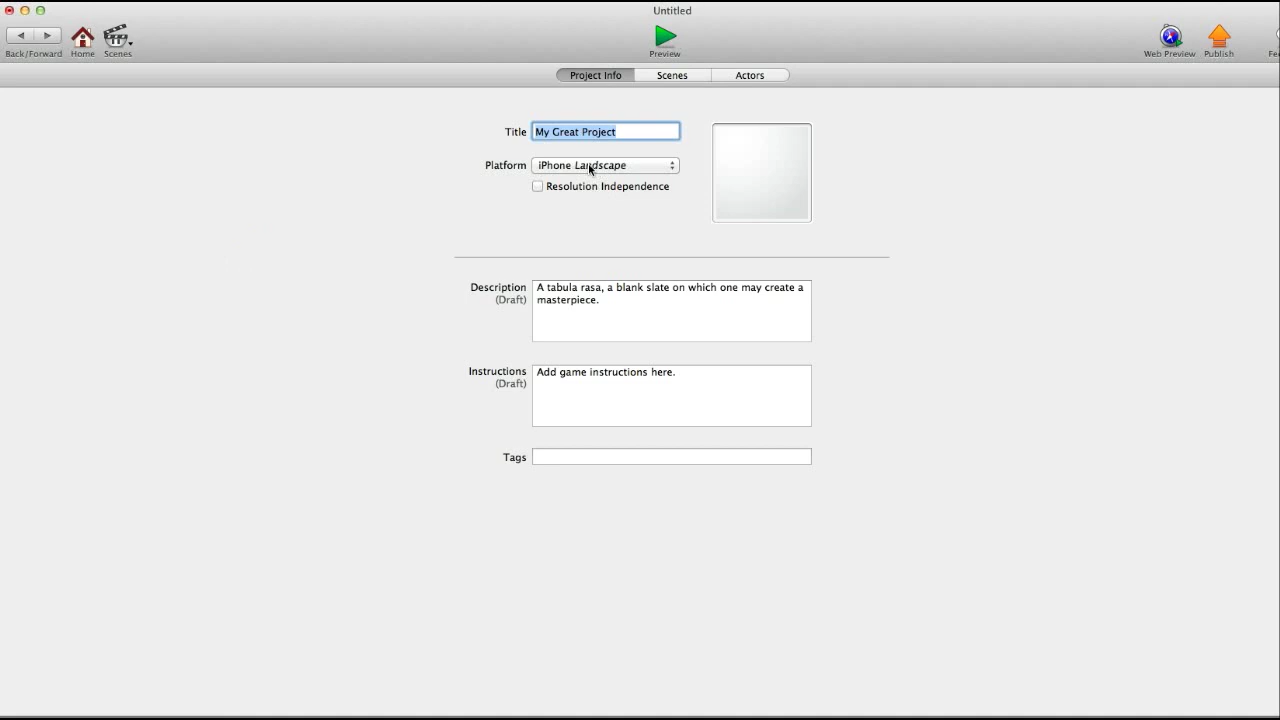 Untitled
Back/Forward Home Scenes Preview Web Preview Publish
Project Info Scenes Actors
Title My Great Project
Platform iPhone Landscape
Resolution Independence
Description A tabula rasa, a blank slate on which one may create a
(Draft) masterpiece.
Instructions Add game instructions here.
(Draft)
Tags